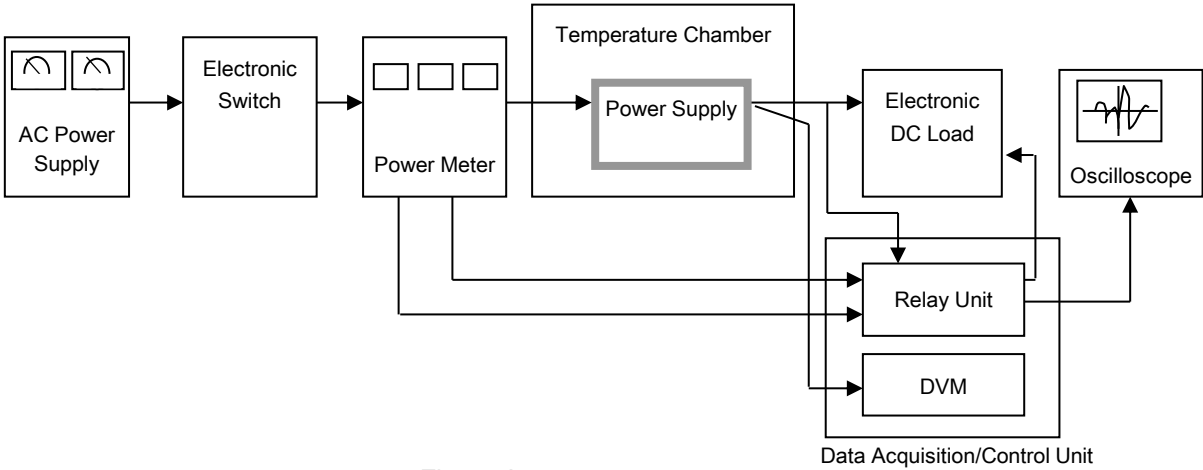 Temperature Chamber
AC Power
Supply
Electronic
Switch
Power Meter
Power Supply
Electronic
DC Load
Oscilloscope
Relay Unit
DVM
Data Acquisition/Control Unit